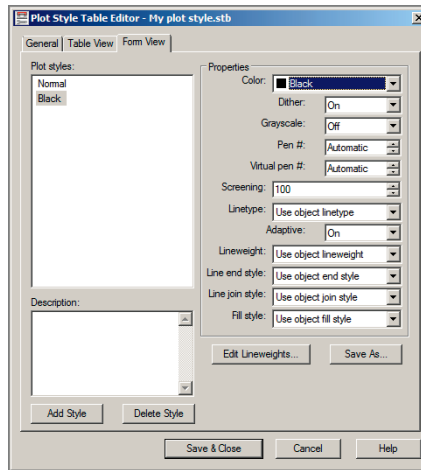 Plot Style Table Editor - My plot style.stb
General Table View Form View
Plot styles:
Normal
Black
Description:
Add Style Delete Style
Properties
Color: Black
Dither: On
Grayscale: Off
Pen #: Automatic
Virtual pen #: Automatic
Screening: 100
Linetype: Use object linetype
Adaptive: On
Lineweight: Use object lineweight
Line end style: Use object end style
Line join style: Use object join style
Fill style: Use object fill style
Edit Lineweights... Save As...
Save & Close Cancel Help